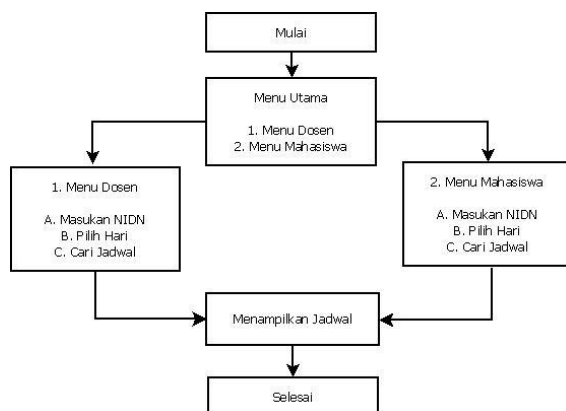 Mulai
Menu Utama
1. Menu Dosen
2. Menu Mahasiswa
1. Menu Dosen
A. Masukan NIDN
B. Pilih Hari
C. Cari Jadwal
2. Menu Mahasiswa
A. Masukan NIDN
B. Pilih Hari
C. Cari Jadwal
Menampilkan Jadwal
Selesai